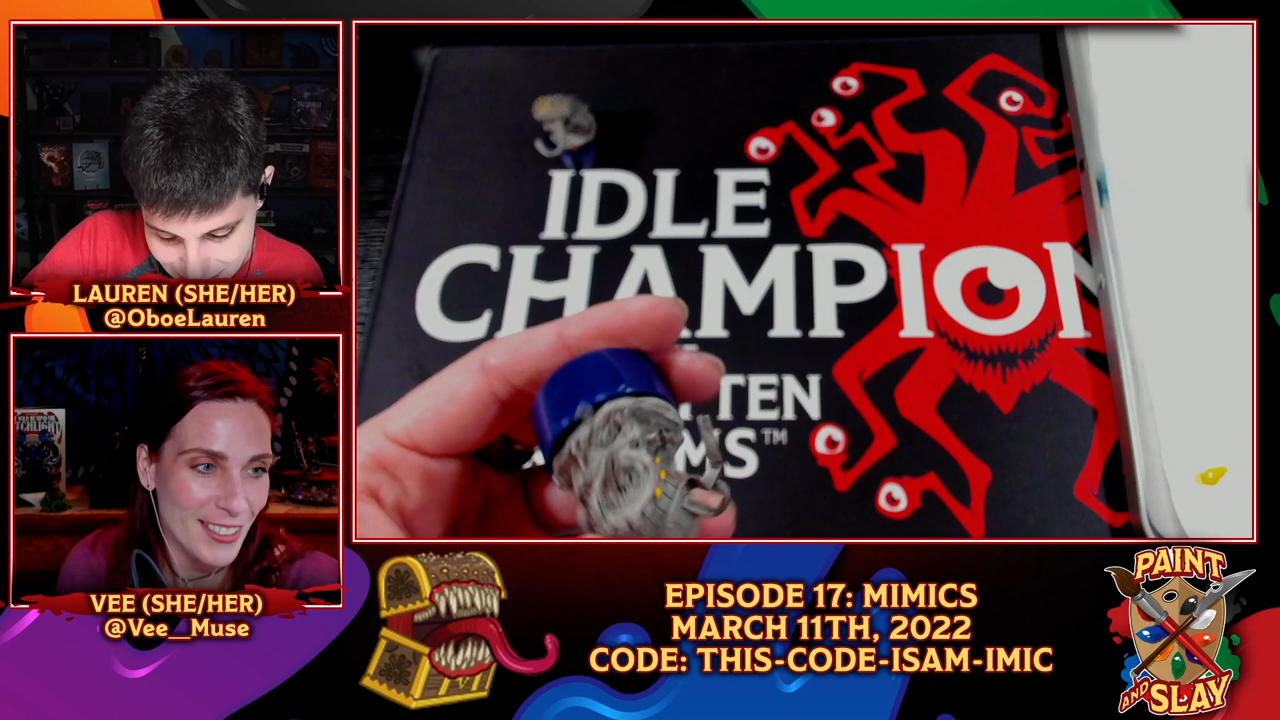 LAUREN (SHE/HER)
@OboeLauren
VEE (SHE/HER)
@Vee__Muse
IDLE
CHAMPION
TEN
MS™
EPISODE 17: MIMICS
MARCH 11TH, 2022
CODE: THIS-CODE-ISAM-IMIC
PAINT
AND SLAY